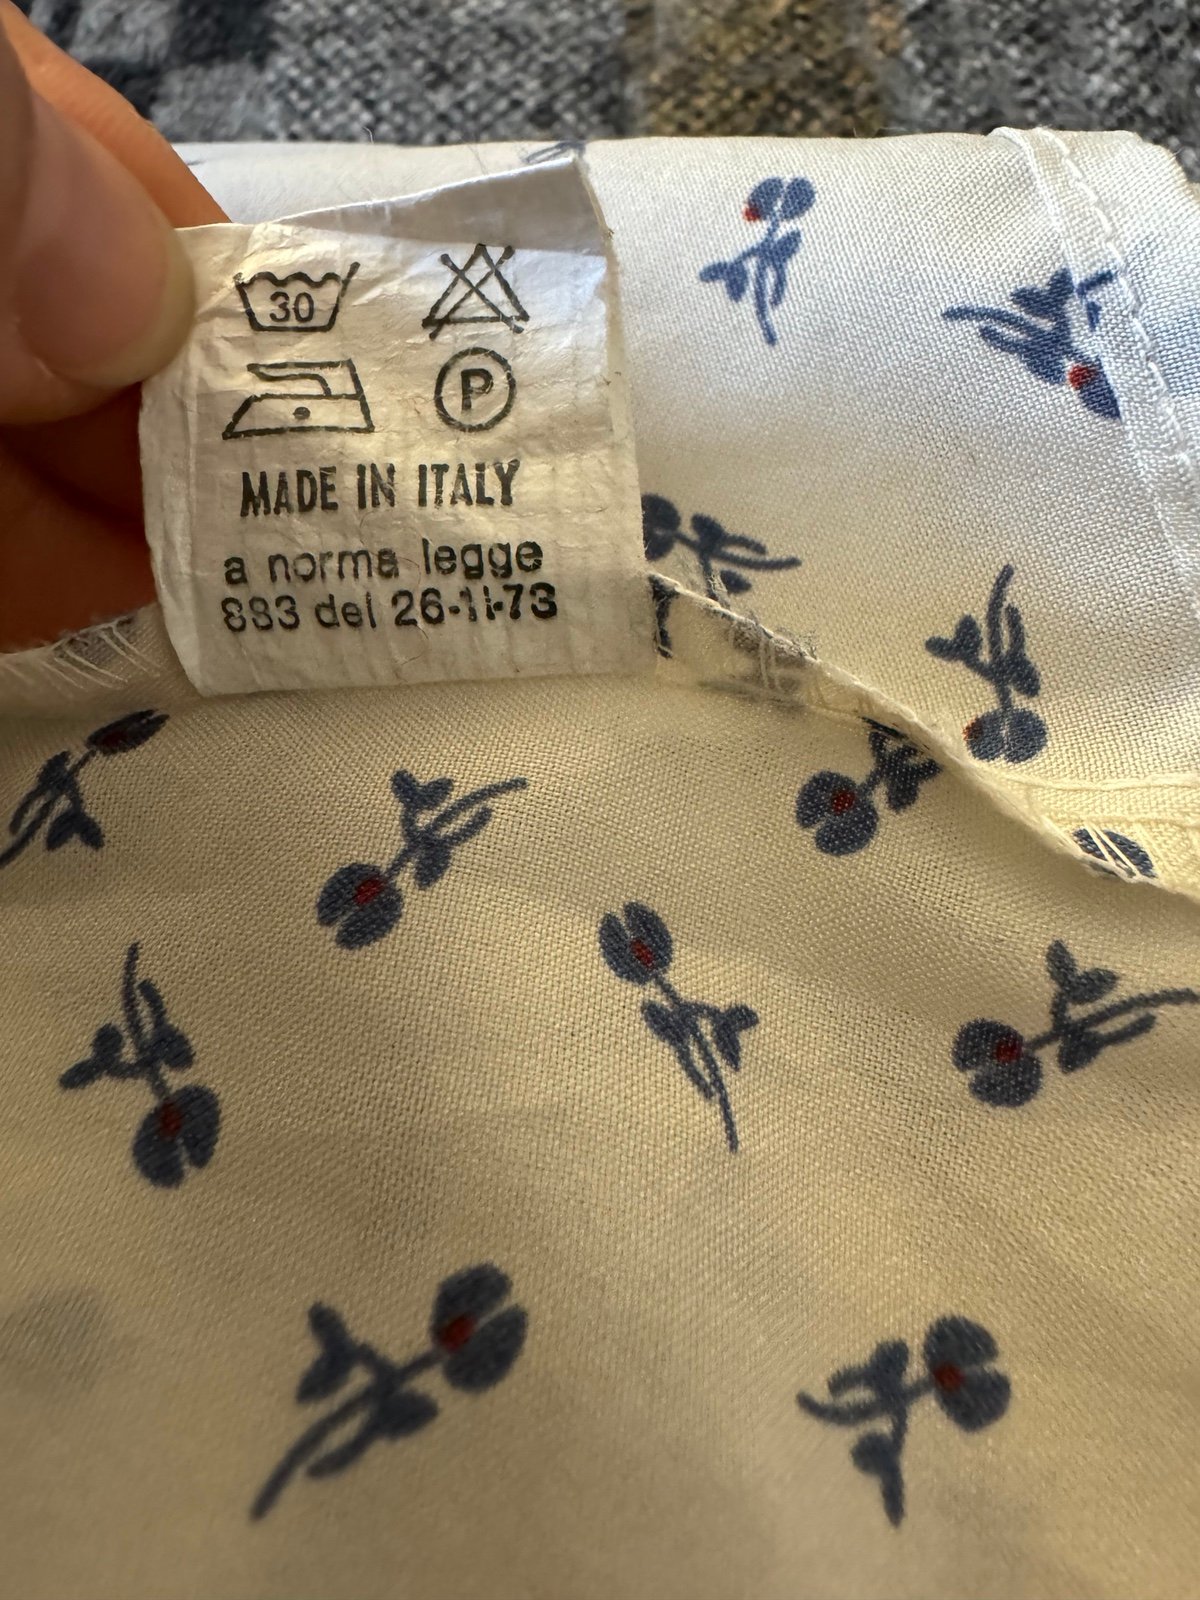 30
P
MADE IN ITALY
a norma legge
883 del 26-11-73